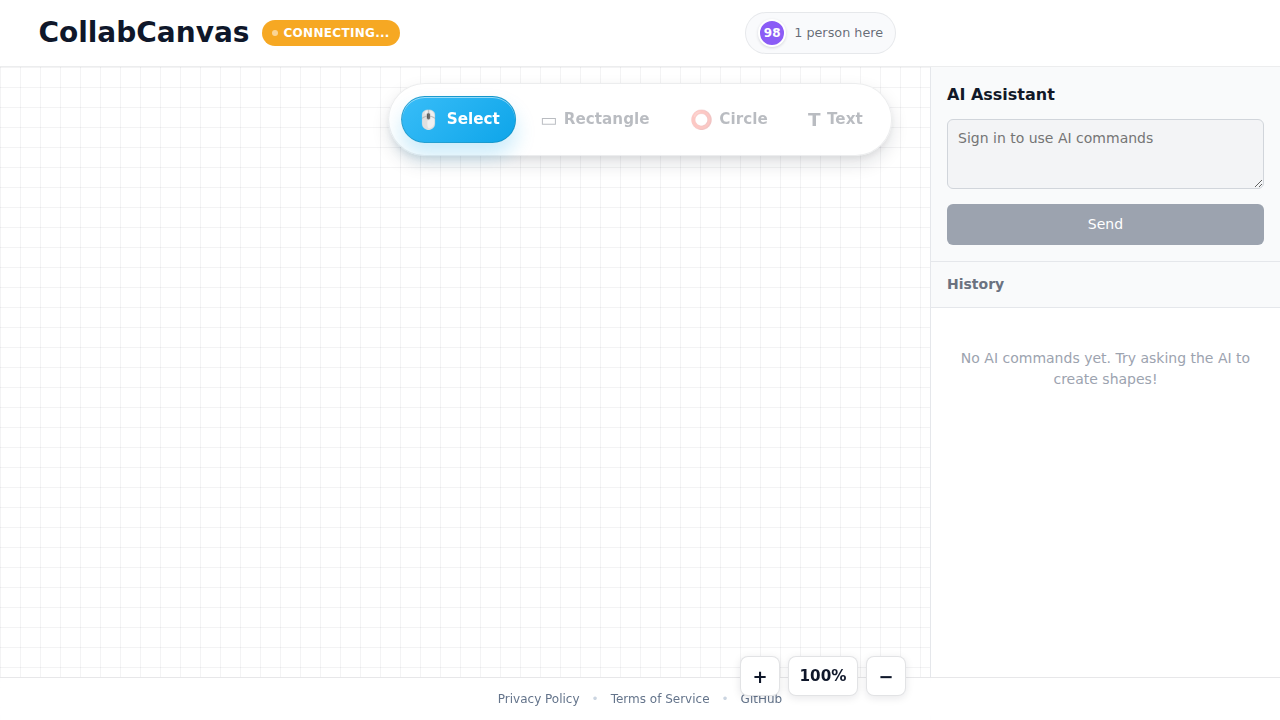 CollabCanvas
CONNECTING...
98
1 person here
Select
Rectangle
Circle
T Text
AI Assistant
Sign in to use AI commands
Send
History
No AI commands yet. Try asking the AI to
create shapes!
+
100%
−
Privacy Policy • Terms of Service • GitHub